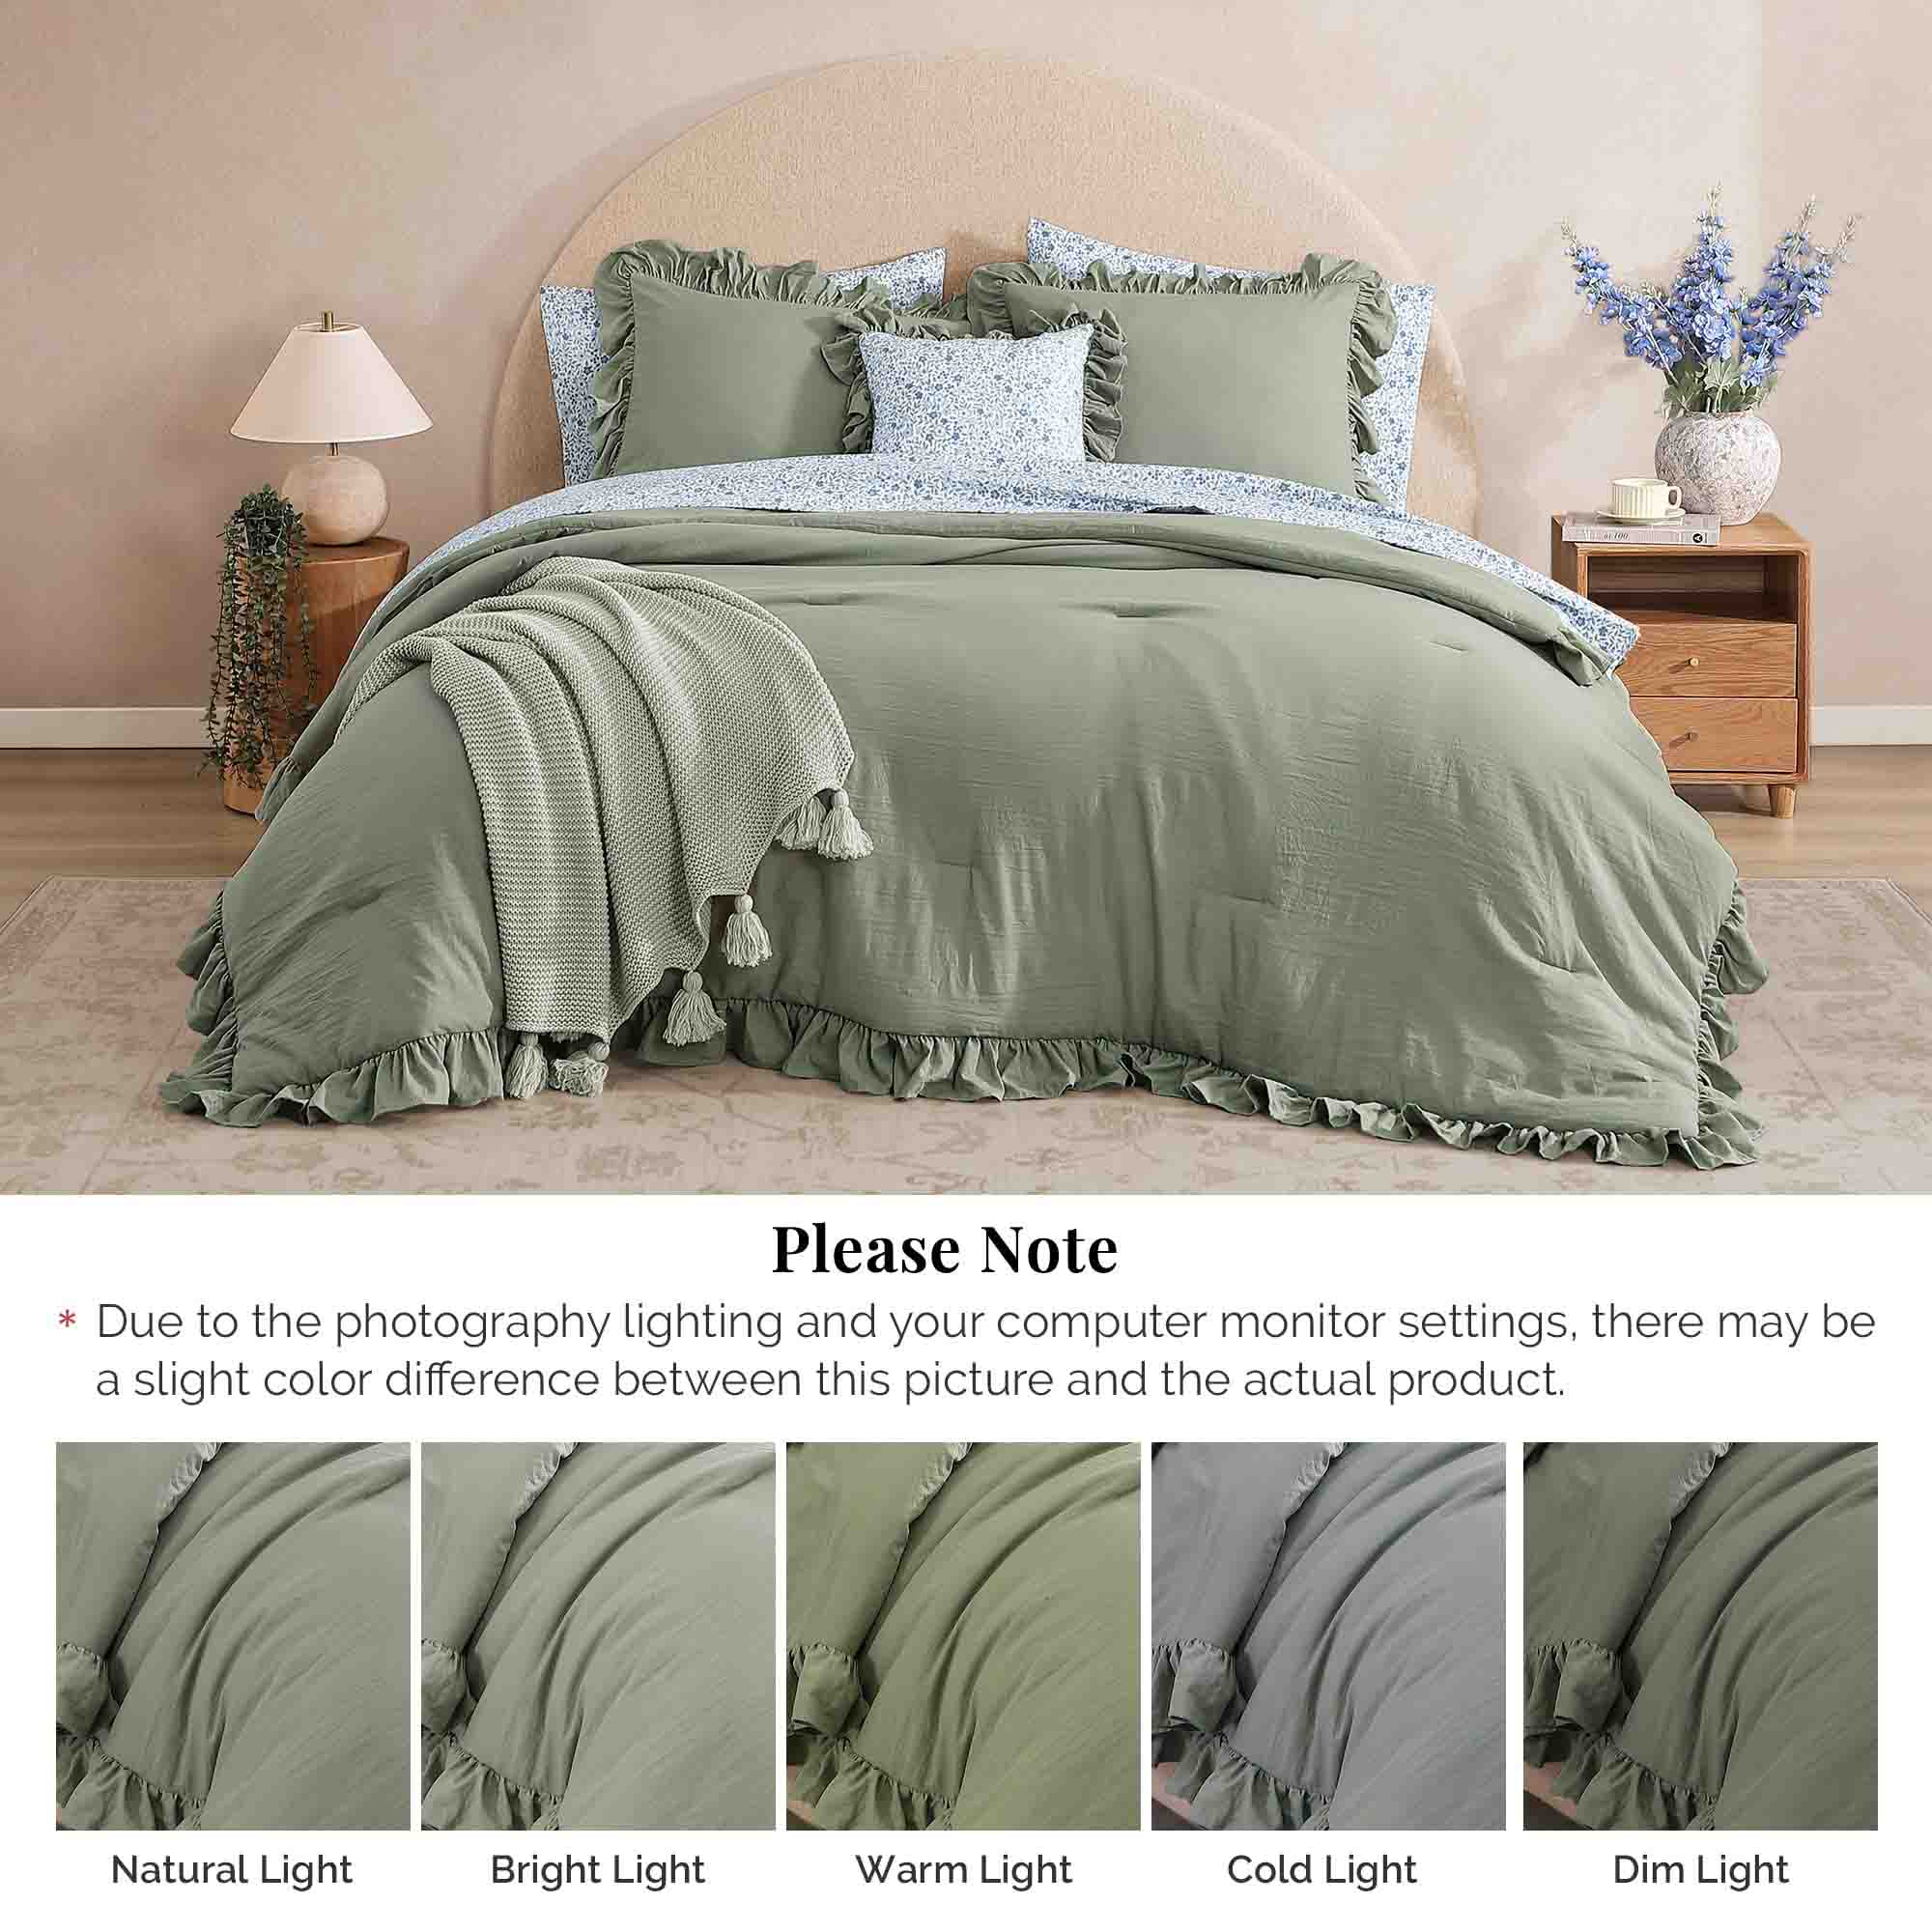 Please Note
* Due to the photography lighting and your computer monitor settings, there may be
a slight color difference between this picture and the actual product.
Natural Light
Bright Light
Warm Light
Cold Light
Dim Light